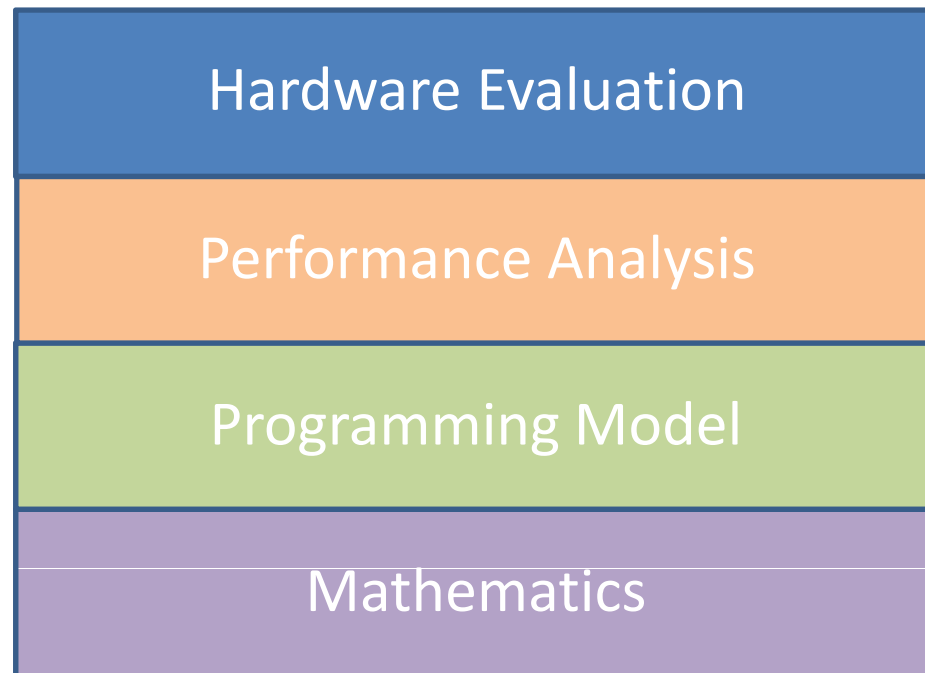 Hardware Evaluation
Performance Analysis
Programming Model
Mathematics